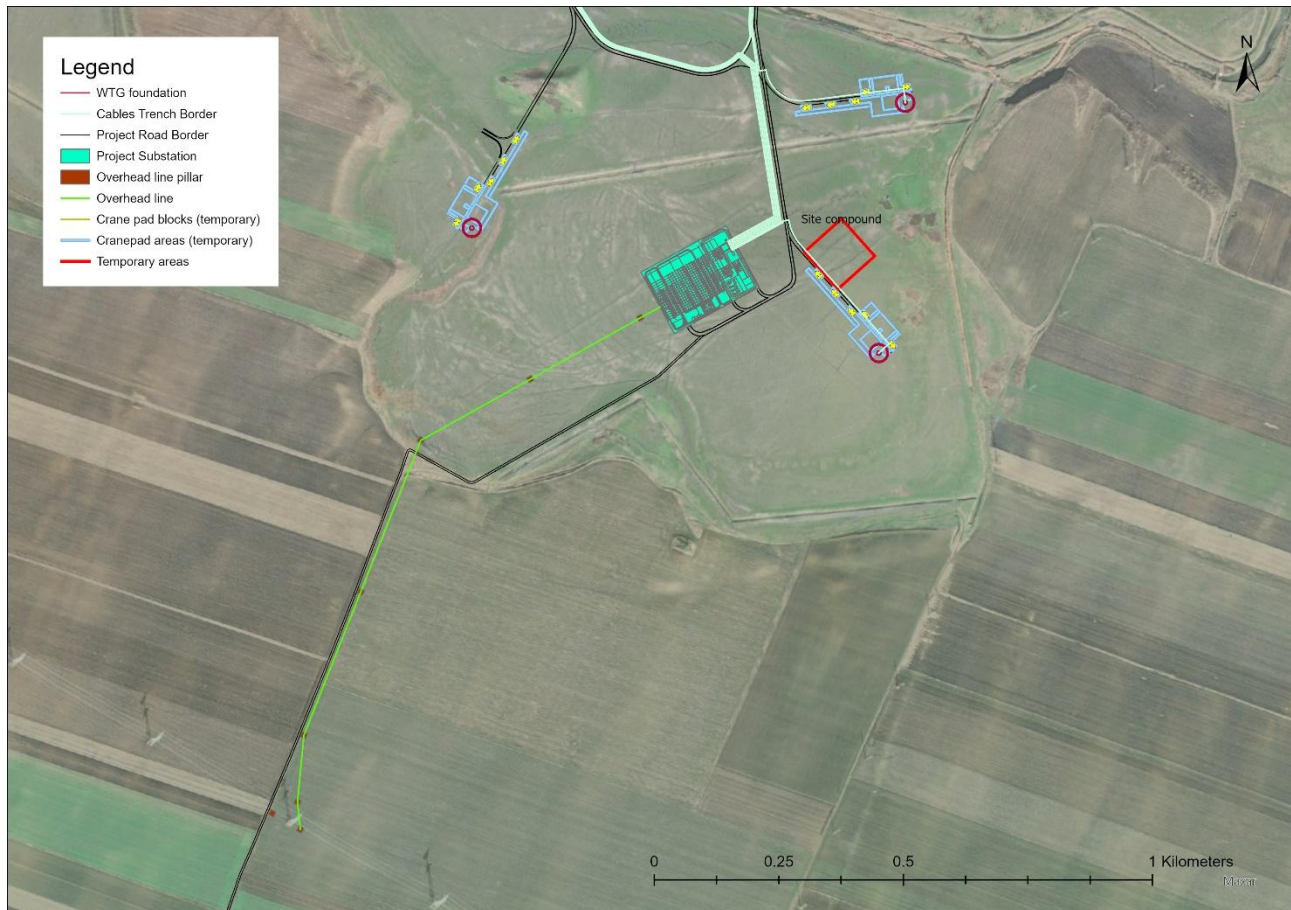 Legend
WTG foundation
Cables Trench Border
Project Road Border
Project Substation
Overhead line pillar
Overhead line
Crane pad blocks (temporary)
Cranepad areas (temporary)
Temporary areas
N
Site compound
0 0.25 0.5 1 Kilometers
Maxar